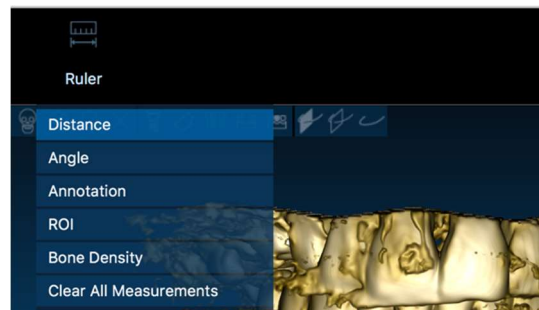 Ruler
Distance
Angle
Annotation
ROI
Bone Density
Clear All Measurements